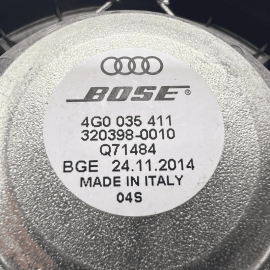 BOSE®
4G0 035 411
320398-0010
Q71484
BGE 24.11.2014
MADE IN ITALY
04S